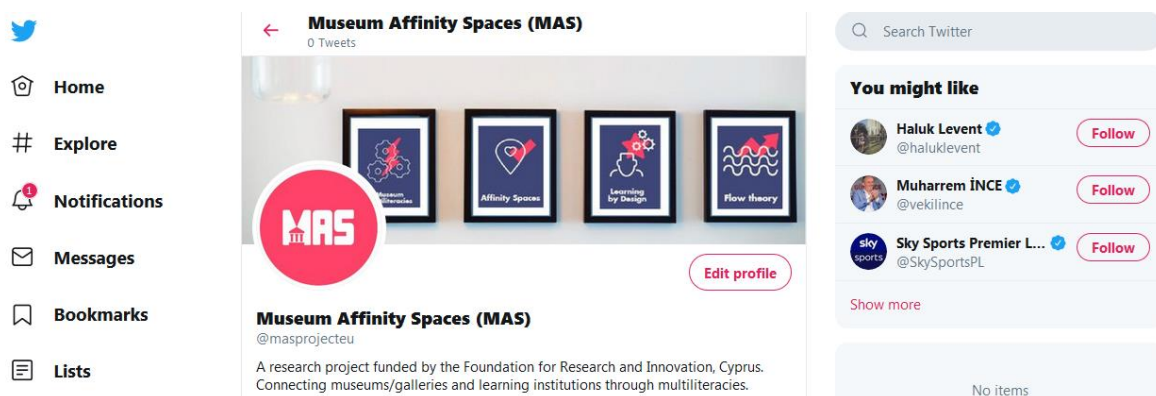 Home
Explore
1
Notifications
Messages
Bookmarks
Lists
Museum Affinity Spaces (MAS)
0 Tweets
Museum
Affinity Spaces
Learning
by Design
Flow theory
MAS
Edit profile
Museum Affinity Spaces (MAS)
@masprojecteu
A research project funded by the Foundation for Research and Innovation, Cyprus.
Connecting museums/galleries and learning institutions through multiliteracies.
Search Twitter
You might like
Haluk Levent
@haluklevent
Follow
Muharrem İNCE
@vekilince
Follow
sky
sports
Sky Sports Premier L...
@SkySportsPL
Follow
Show more
No items